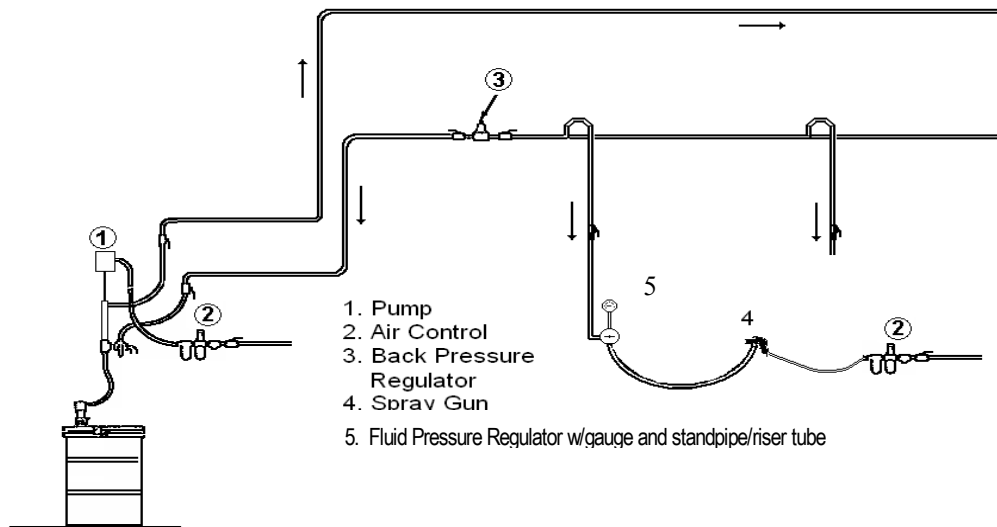 3
1
2
5
4
2
1. Pump
2. Air Control
3. Back Pressure
Regulator
4. Spray Gun
5. Fluid Pressure Regulator w/gauge and standpipe/riser tube